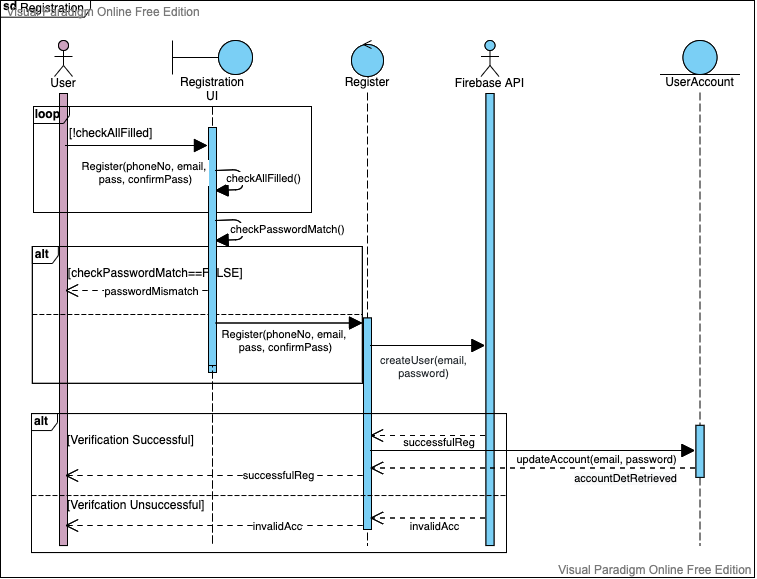 sd Registration
Visual Paradigm Online Free Edition
User
Registration
UI
Register
Firebase API
UserAccount
loop
[!checkAllFilled]
Register(phoneNo, email,
pass, confirmPass)
checkAllFilled()
checkPasswordMatch()
alt
[checkPasswordMatch==FALSE]
passwordMismatch
Register(phoneNo, email,
pass, confirmPass)
createUser(email,
password)
alt
[Verification Successful]
successfulReg
updateAccount(email, password)
successfulReg
accountDetRetrieved
[Verifcation Unsuccessful]
invalidAcc
invalidAcc
Visual Paradigm Online Free Edition